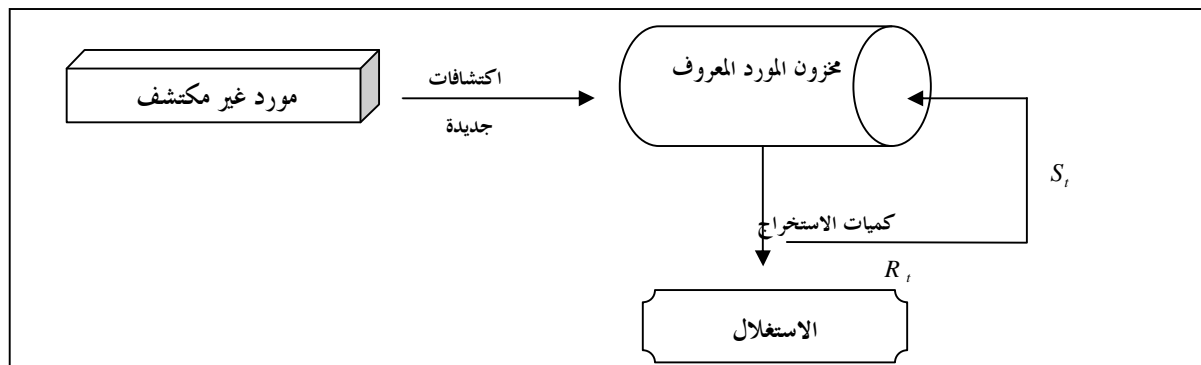 مخزون المورد المعروف
اكتشافات
جديدة
مورد غير مكتشف
S_t
كميات الاستخراج
R_t
الاستغلال